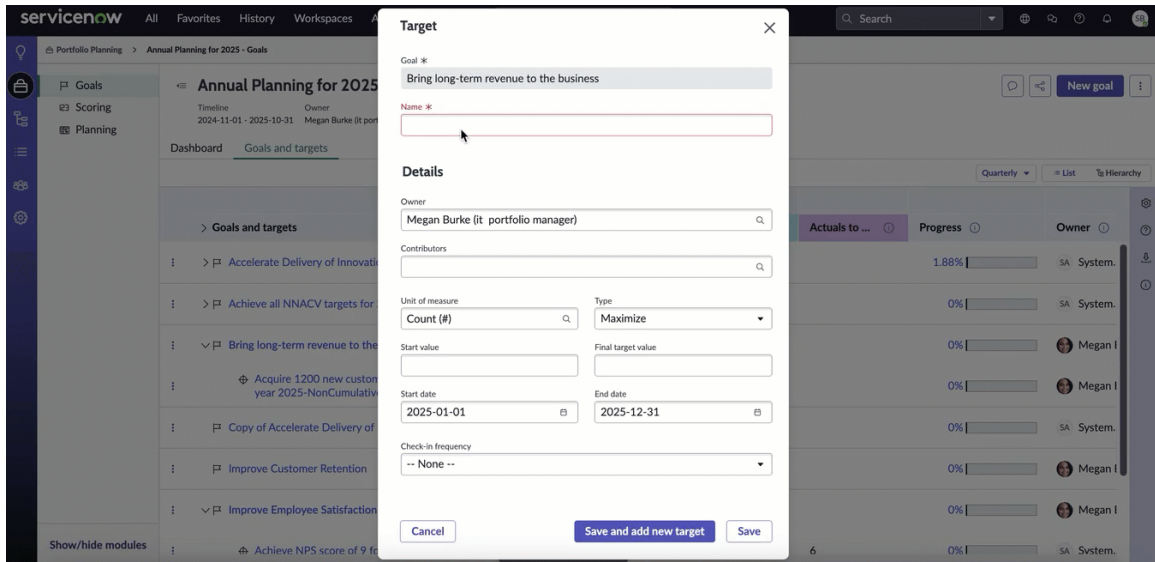 servicenow All Favorites History Workspaces A Search SB
Portfolio Planning > Annual Planning for 2025 - Goals
Goals
Scoring
Planning
Show/hide modules
Annual Planning for 2025
Timeline Owner
2024-11-01 - 2025-10-31 Megan Burke (it port
New goal
Dashboard Goals and targets
Quarterly List Hierarchy
Goals and targets Actuals to ... Progress Owner
Accelerate Delivery of Innovati 1.88% SA System.
Achieve all NNACV targets for 0% SA System.
Bring long-term revenue to the 0% Megan
Acquire 1200 new custom
year 2025-NonCumulative 0% Megan
Copy of Accelerate Delivery of 0% SA System.
Improve Customer Retention 0% Megan
Improve Employee Satisfaction 0% Megan
Achieve NPS score of 9 fo 6 0% SA System.
Target
Goal *
Bring long-term revenue to the business
Name *
Details
Owner
Megan Burke (it portfolio manager)
Contributors
Unit of measure Type
Count (#) Maximize
Start value Final target value
Start date End date
2025-01-01 2025-12-31
Check-in frequency
-- None --
Cancel Save and add new target Save